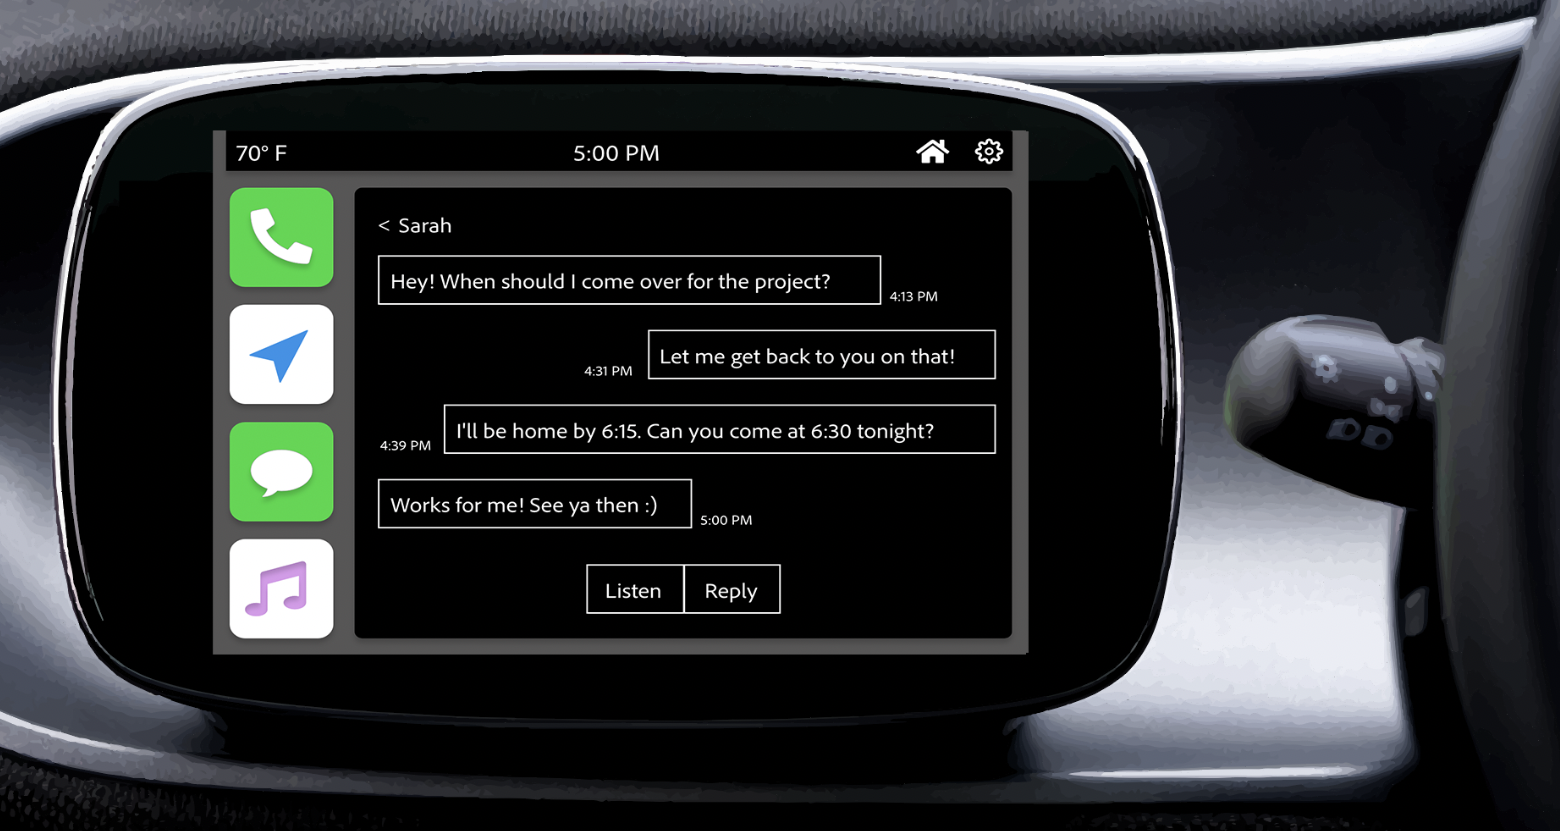 70° F
5:00 PM
< Sarah
Hey! When should I come over for the project?
4:13 PM
Let me get back to you on that!
4:31 PM
I'll be home by 6:15. Can you come at 6:30 tonight?
4:39 PM
Works for me! See ya then :)
5:00 PM
Listen
Reply